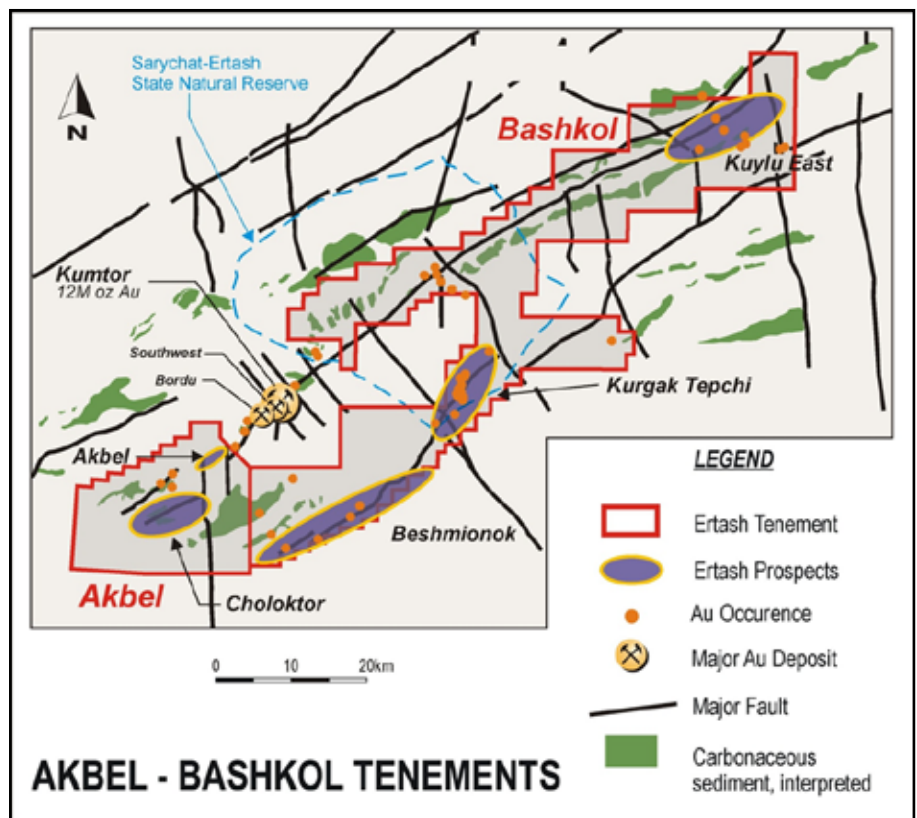 Sarychat-Ertash
State Natural Reserve
N
Bashkol
Kuylu East
Kumtor
12M oz Au
Southwest
Bordu
Kurgak Tepchi
Akbel
Beshmionok
Akbel
Choloktor
LEGEND
Ertash Tenement
Ertash Prospects
Au Occurence
Major Au Deposit
Major Fault
Carbonaceous
sediment, interpreted
0 10 20km
AKBEL - BASHKOL TENEMENTS